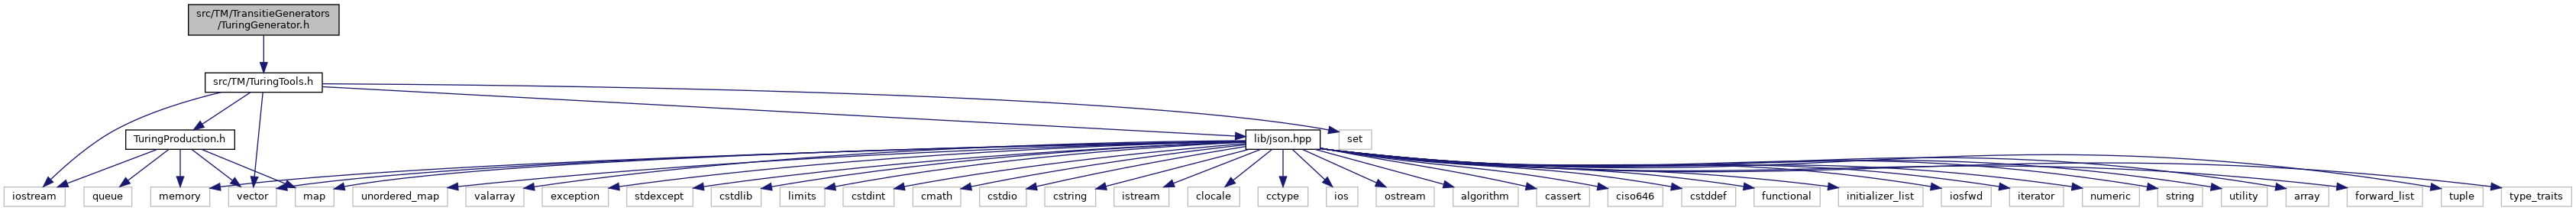 src/TM/TransitieGenerators
/TuringGenerator.h
src/TM/TuringTools.h
TuringProduction.h
lib/json.hpp
set
iostream
queue
memory
vector
map
unordered_map
valarray
exception
stdexcept
cstdlib
limits
cstdint
cmath
cstdio
cstring
istream
clocale
cctype
ios
ostream
algorithm
cassert
ciso646
cstddef
functional
initializer_list
iosfwd
iterator
numeric
string
utility
array
forward_list
tuple
type_traits